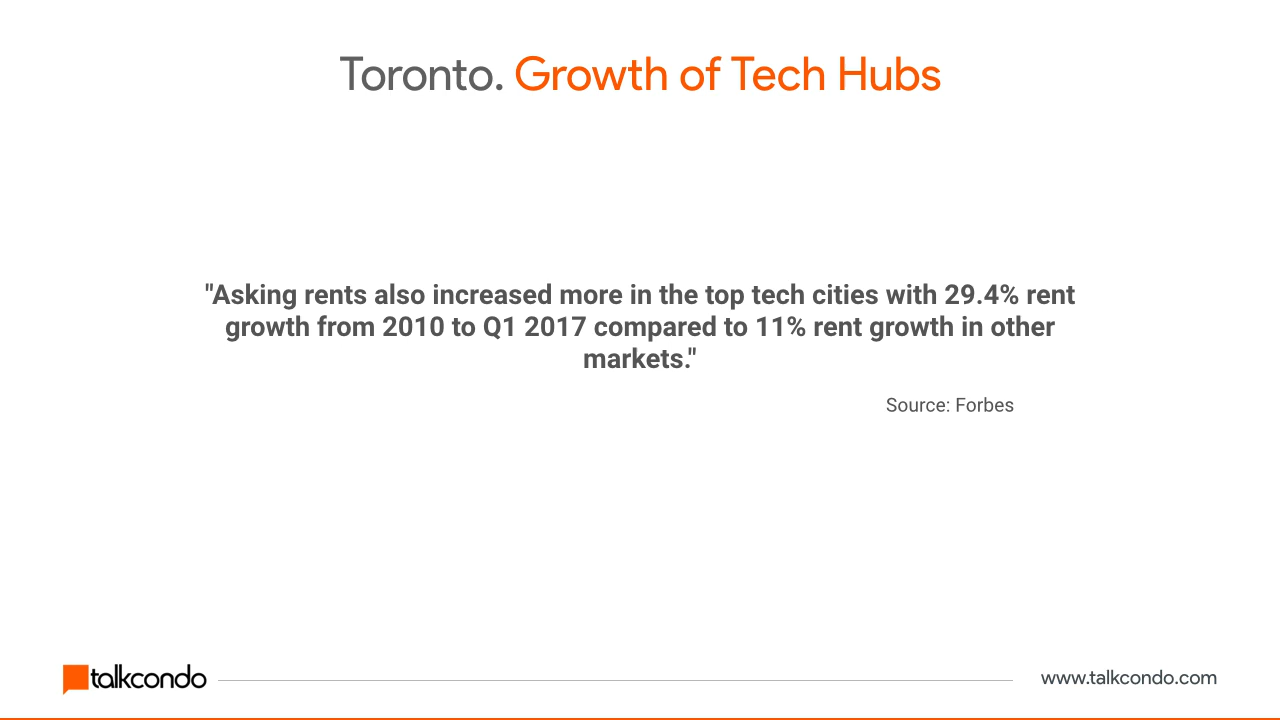 Toronto. Growth of Tech Hubs
"Asking rents also increased more in the top tech cities with 29.4% rent
growth from 2010 to Q1 2017 compared to 11% rent growth in other
markets."
Source: Forbes
talkcondo
www.talkcondo.com